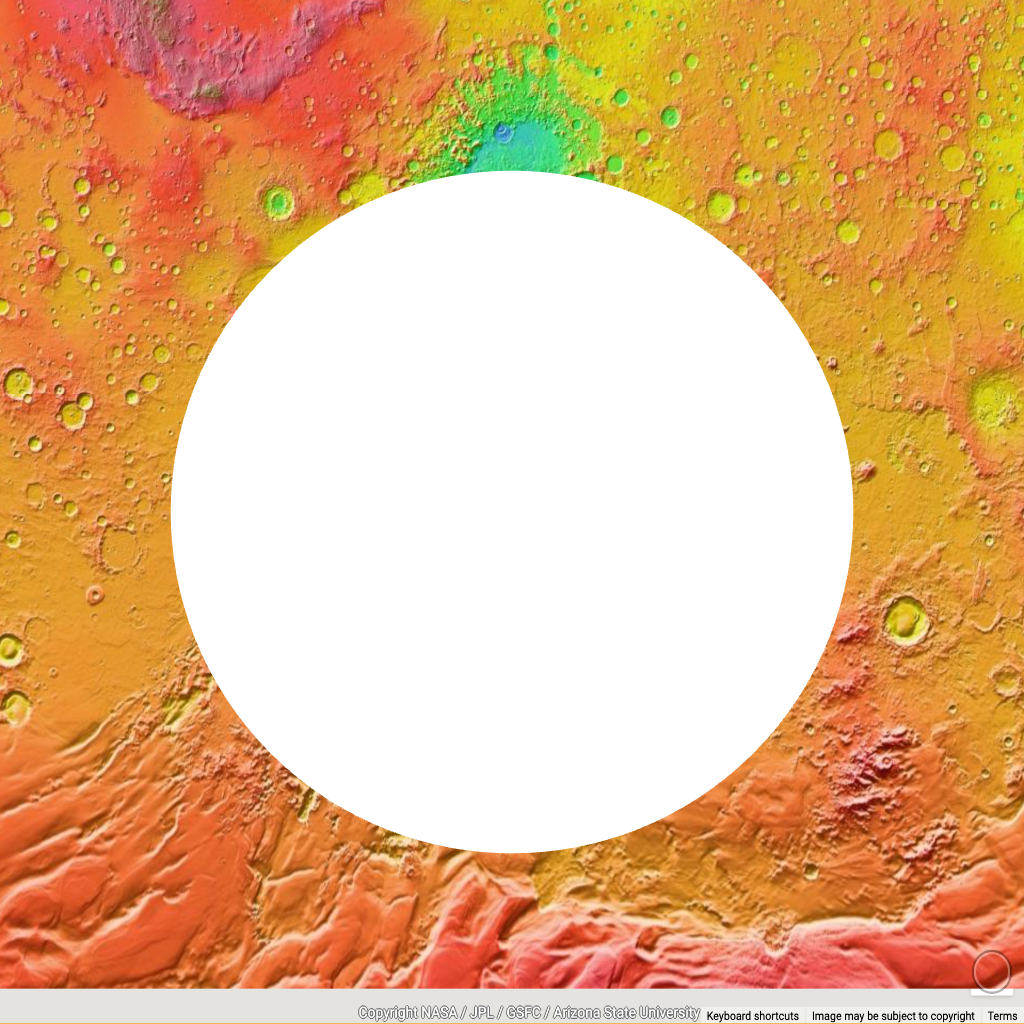 Copyright NASA / JPL / GSFC / Arizona State University
Keyboard shortcuts
Image may be subject to copyright
Terms